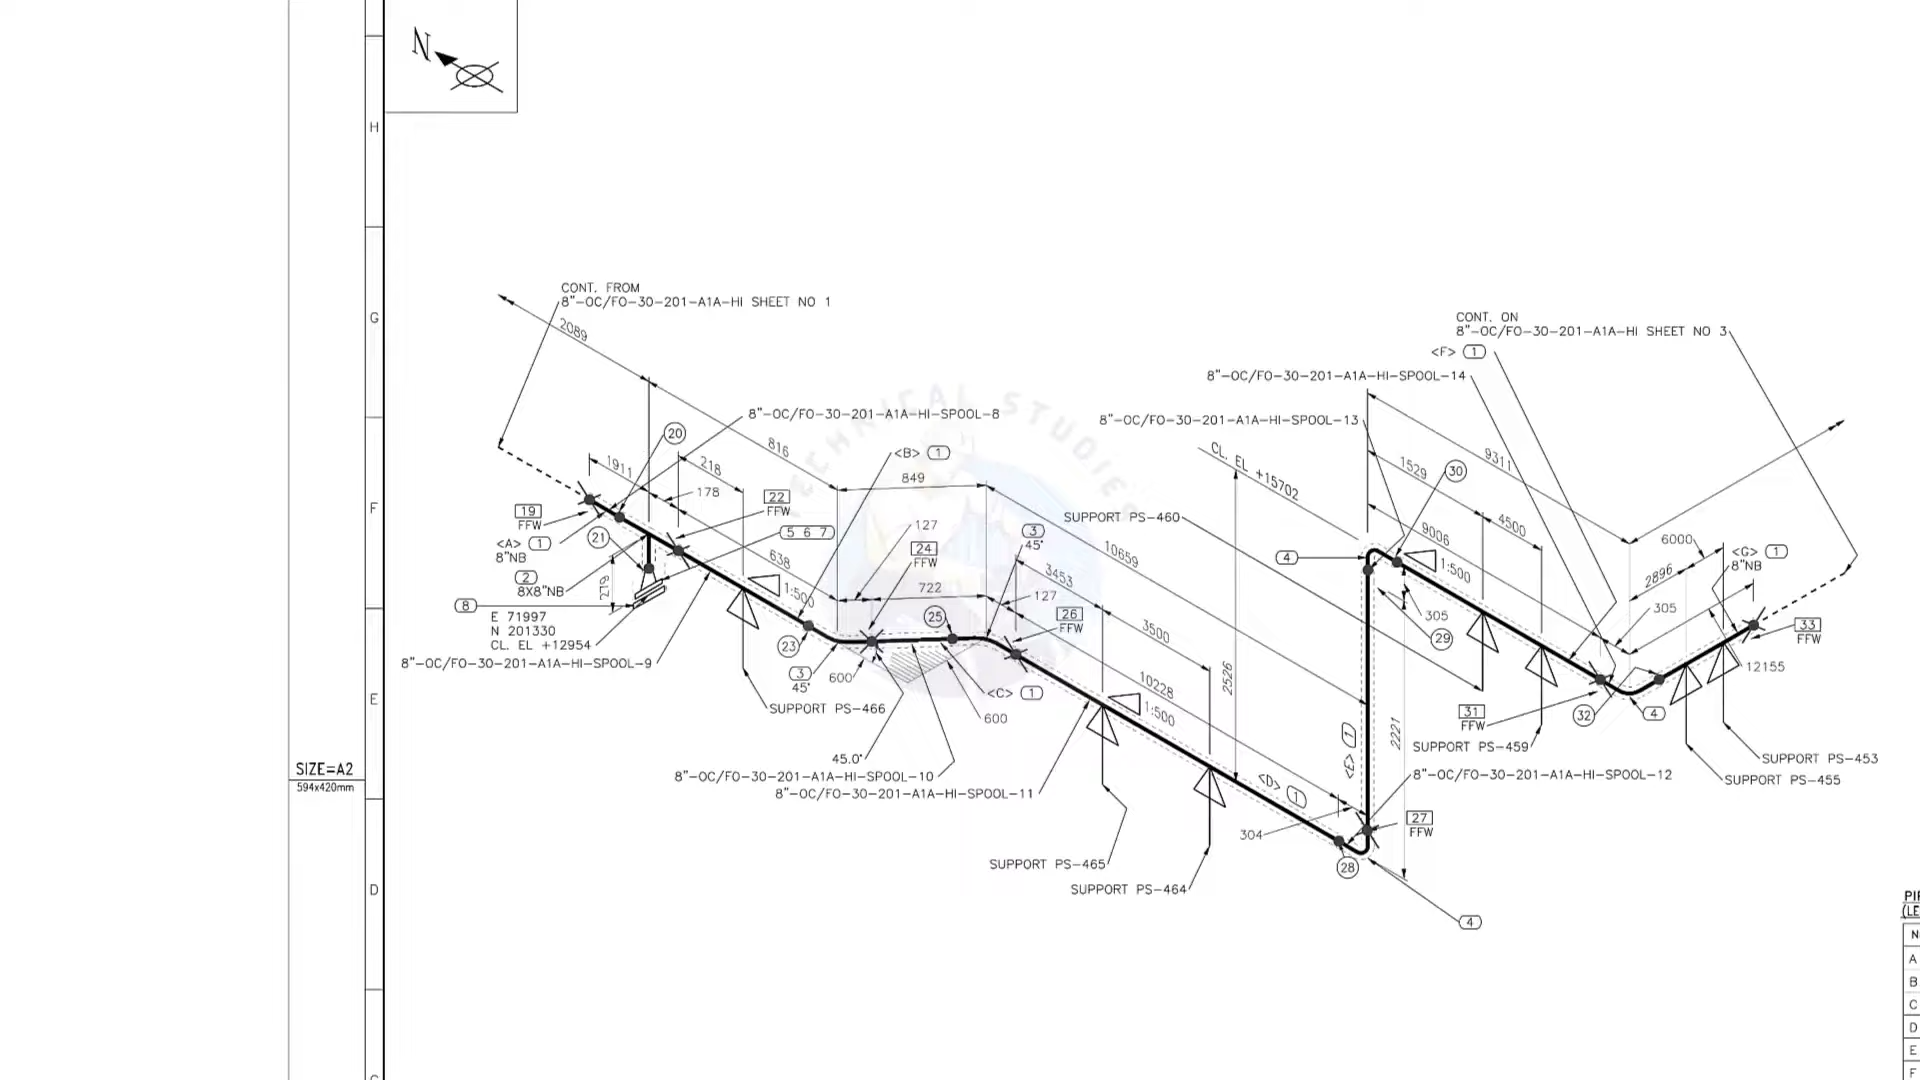 N
H
G
F
E
D
SIZE=A2
594x420mm
CONT. FROM
8"-OC/FO-30-201-A1A-HI SHEET NO 1
2089
8"-OC/FO-30-201-A1A-HI-SPOOL-8
20
816
1911
218
178
<B> 1
849
19
FFW
22
FFW
5 6 7
<A> 1
8"NB
21
2
8X8"NB
219
8
E 71997
N 201330
CL. EL +12954
8"-OC/FO-30-201-A1A-HI-SPOOL-9
638
1:500
127
24
FFW
722
25
23
3
45°
600
SUPPORT PS-466
45.0°
8"-OC/FO-30-201-A1A-HI-SPOOL-10
8"-OC/FO-30-201-A1A-HI-SPOOL-11
<C> 1
600
3
45°
3453
127
26
FFW
10659
3500
10228
1:500
SUPPORT PS-465
SUPPORT PS-464
2526
<D> 1
304
28
4
27
FFW
8"-OC/FO-30-201-A1A-HI-SPOOL-12
<E> 1
2221
CONT. ON
8"-OC/FO-30-201-A1A-HI SHEET NO 3
<F> 1
8"-OC/FO-30-201-A1A-HI-SPOOL-14
8"-OC/FO-30-201-A1A-HI-SPOOL-13
CL. EL +15702
SUPPORT PS-460
4
9311
1529
30
4500
9006
1:500
305
29
6000
<G> 1
8"NB
2896
305
33
FFW
12155
31
FFW
32
4
SUPPORT PS-459
SUPPORT PS-453
SUPPORT PS-455
TECHNICAL STUDIES
A
B
C
D
E
F